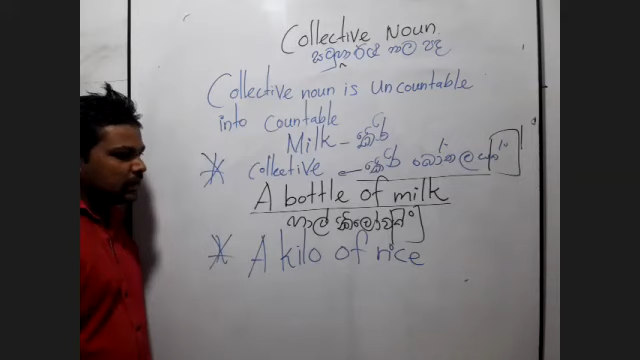 Collective Noun
සමුහාර්ථ නාම පද
Collective noun is Uncountable
into Countable
Milk - කිරි
* Collective - කිරි බෝතලයක්
A bottle of milk
හාල් කිලෝවක්
* A kilo of rice